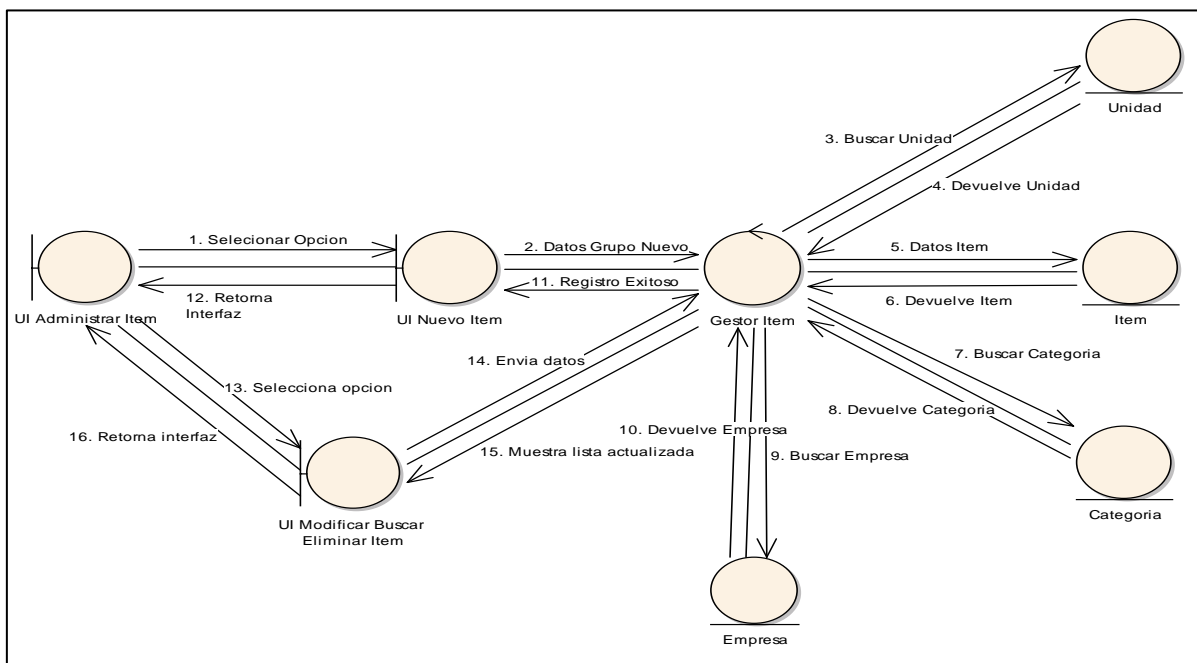 Unidad
3. Buscar Unidad
4. Devuelve Unidad
1. Selecionar Opcion
2. Datos Grupo Nuevo
5. Datos Item
11. Registro Exitoso
12. Retorna
Interfaz
6. Devuelve Item
UI Administrar Item
UI Nuevo Item
Gestor Item
Item
7. Buscar Categoria
14. Envia datos
13. Selecciona opcion
8. Devuelve Categoria
16. Retorna interfaz
10. Devuelve Empresa
15. Muestra lista actualizada
9. Buscar Empresa
Categoria
UI Modificar Buscar
Eliminar Item
Empresa